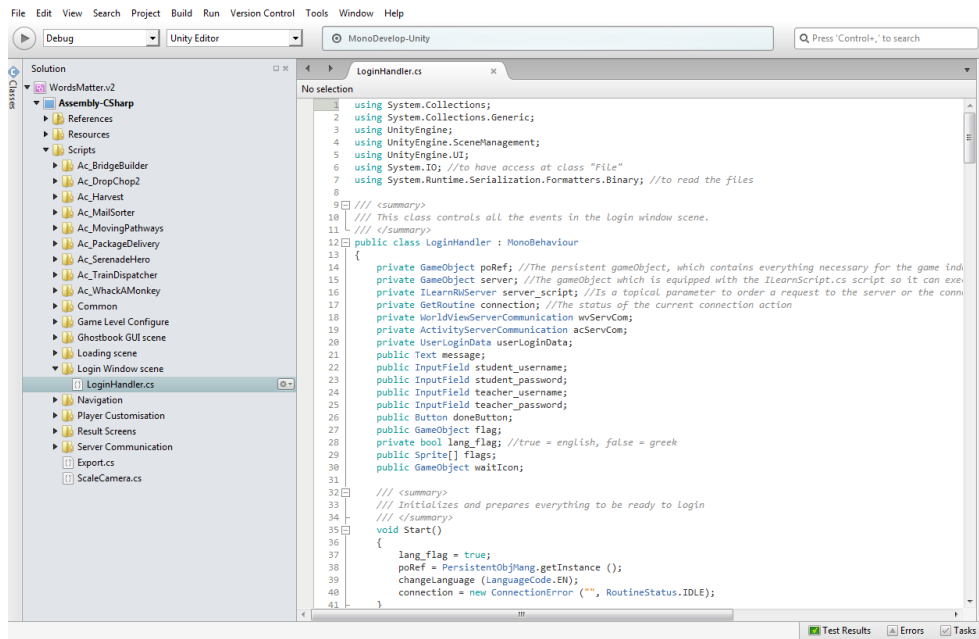 File Edit View Search Project Build Run Version Control Tools Window Help
Debug Unity Editor MonoDevelop-Unity Press 'Control+,' to search
Classes
Solution
WordsMatter.v2
Assembly-CSharp
References
Resources
Scripts
Ac_BridgeBuilder
Ac_DropChop2
Ac_Harvest
Ac_MailSorter
Ac_MovingPathways
Ac_PackageDelivery
Ac_SerenadeHero
Ac_TrainDispatcher
Ac_WhackAMonkey
Common
Game Level Configure
Ghostbook GUI scene
Loading scene
Login Window scene
LoginHandler.cs
Navigation
Player Customisation
Result Screens
Server Communication
Export.cs
ScaleCamera.cs
LoginHandler.cs
No selection
1 using System.Collections;
2 using System.Collections.Generic;
3 using UnityEngine;
4 using UnityEngine.SceneManagement;
5 using UnityEngine.UI;
6 using System.IO; //to have access at class "File"
7 using System.Runtime.Serialization.Formatters.Binary; //to read the files
8
9 /// <summary>
10 /// This class controls all the events in the login window scene.
11 /// </summary>
12 public class LoginHandler : MonoBehaviour
13 {
14 private GameObject poRef; //The persistent gameObject, which contains everything necessary for the game ind
15 private GameObject server; //The gameObject which is equipped with the ILearnScript.cs script so it can exe
16 private ILearnRWServer server_script; //Is a topical parameter to order a request to the server or the conn
17 private GetRoutine connection; //The status of the current connection action
18 private WorldViewServerCommunication wvServCom;
19 private ActivityServerCommunication acServCom;
20 private UserLoginData userLoginData;
21 public Text message;
22 public InputField student_username;
23 public InputField student_password;
24 public InputField teacher_username;
25 public InputField teacher_password;
26 public Button doneButton;
27 public GameObject flag;
28 private bool lang_flag; //true = english, false = greek
29 public Sprite[] flags;
30 public GameObject waitIcon;
31
32 /// <summary>
33 /// Initializes and prepares everything to be ready to login
34 /// </summary>
35 void Start()
36 {
37 lang_flag = true;
38 poRef = PersistentObjMang.getInstance ();
39 changeLanguage (LanguageCode.EN);
40 connection = new ConnectionError ("", RoutineStatus.IDLE);
41 }
Test Results Errors Tasks